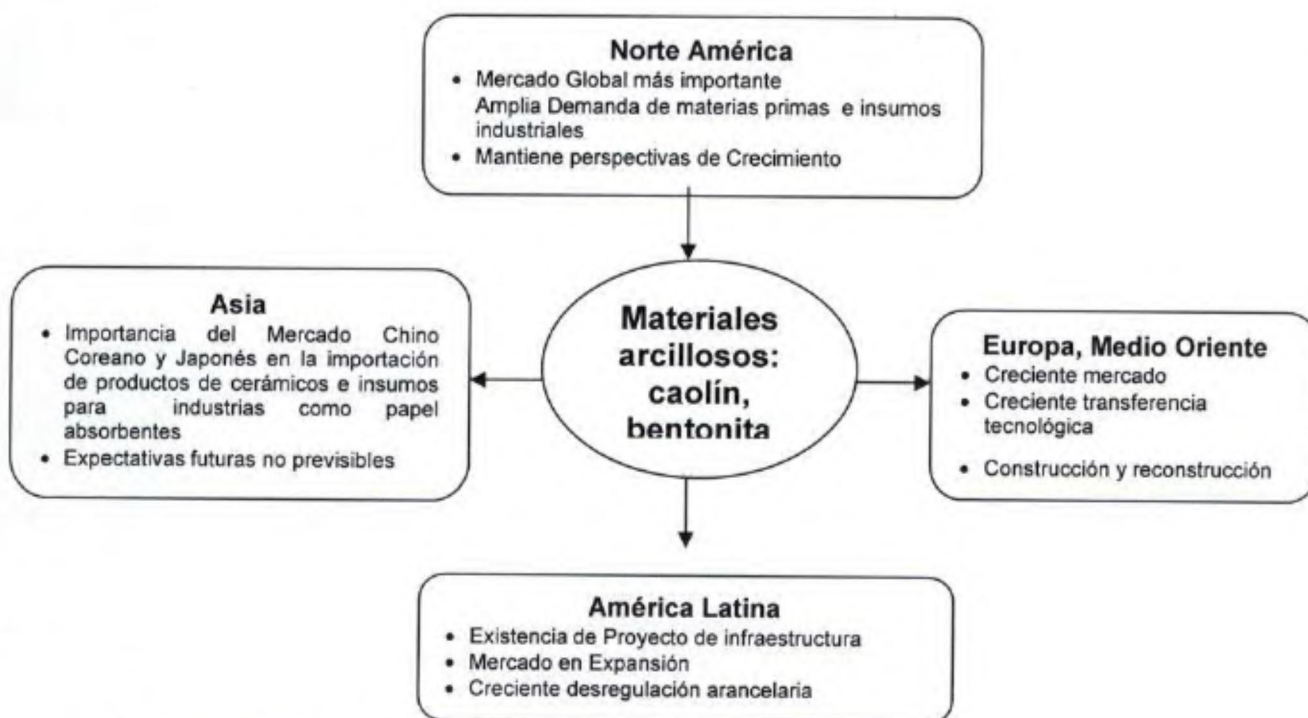 Norte América
• Mercado Global más importante
Amplia Demanda de materias primas e insumos
industriales
• Mantiene perspectivas de Crecimiento
Asia
• Importancia del Mercado Chino
Coreano y Japonés en la importación
de productos de cerámicos e insumos
para industrias como papel
absorbentes
• Expectativas futuras no previsibles
Materiales
arcillosos:
caolín,
bentonita
Europa, Medio Oriente
• Creciente mercado
• Creciente transferencia
tecnológica
• Construcción y reconstrucción
América Latina
• Existencia de Proyecto de infraestructura
• Mercado en Expansión
• Creciente desregulación arancelaria